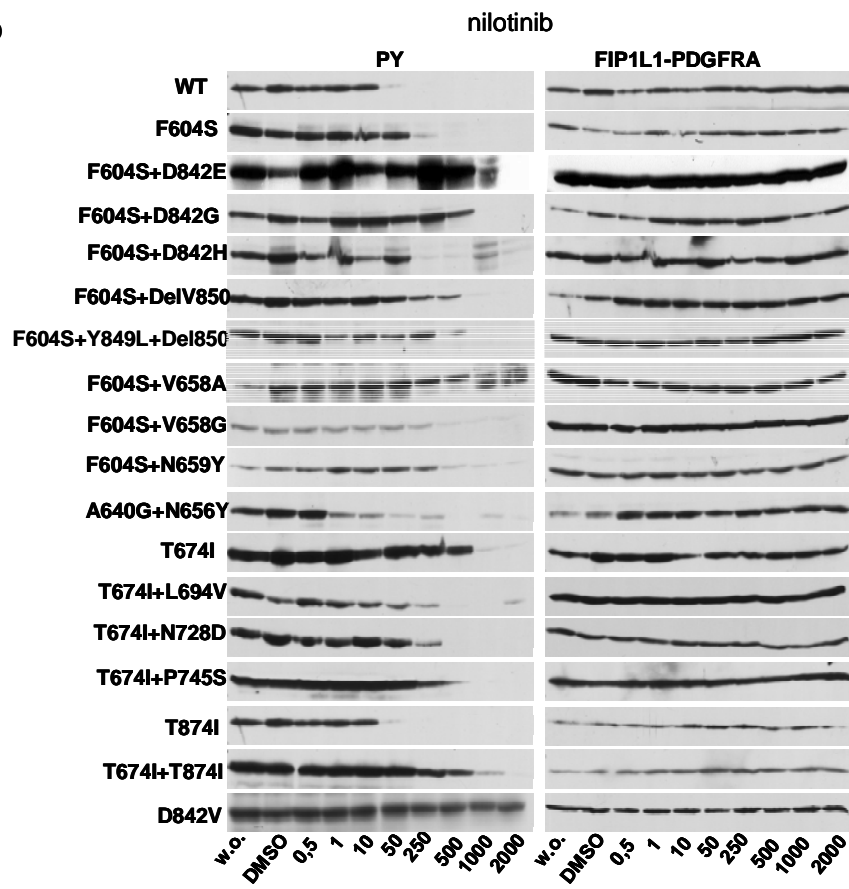 nilotinib
PY FIP1L1-PDGFRA
WT
F604S
F604S+D842E
F604S+D842G
F604S+D842H
F604S+DelV850
F604S+Y849L+Del850
F604S+V658A
F604S+V658G
F604S+N659Y
A640G+N656Y
T674I
T674I+L694V
T674I+N728D
T674I+P745S
T874I
T674I+T874I
D842V
w.o. DMSO 0,5 1 10 50 250 500 1000 2000 w.o. DMSO 0,5 1 10 50 250 500 1000 2000